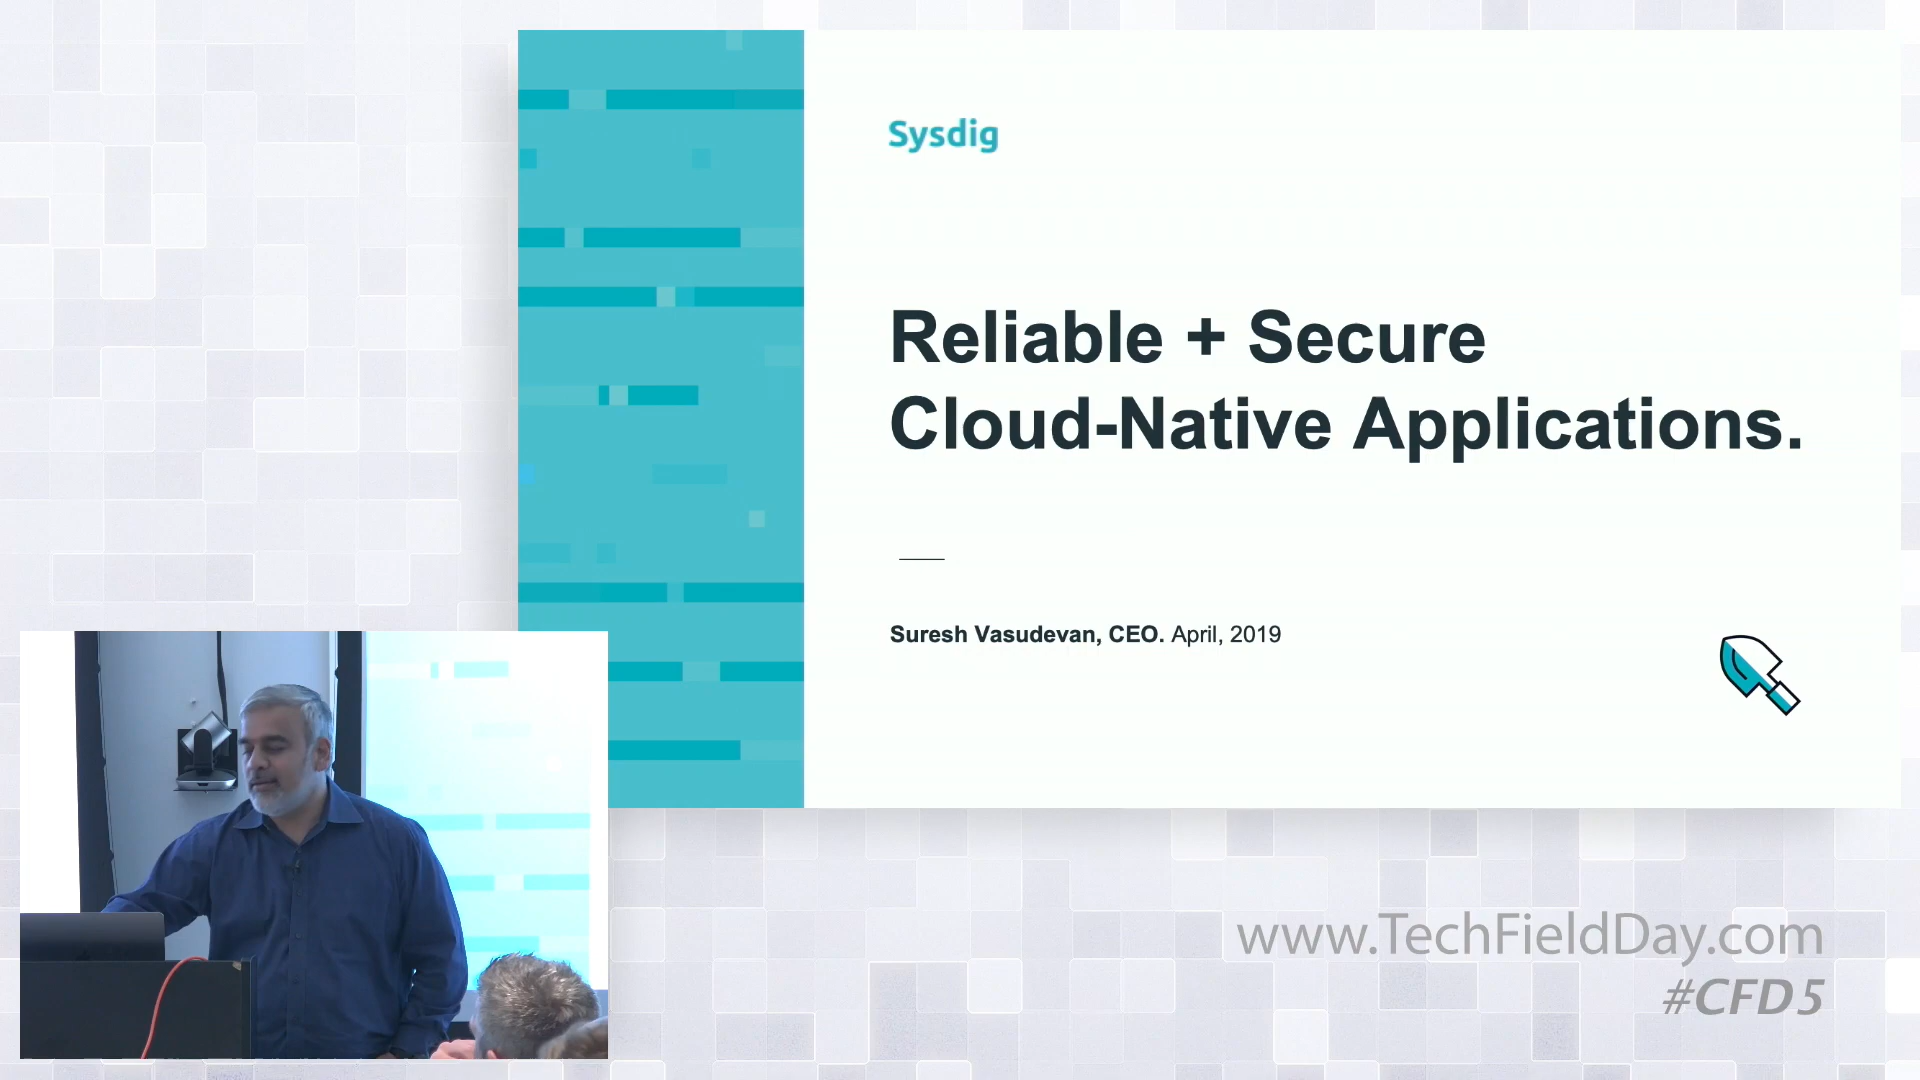 Sysdig
Reliable + Secure
Cloud-Native Applications.
Suresh Vasudevan, CEO. April, 2019
www.TechFieldDay.com
#CFD5